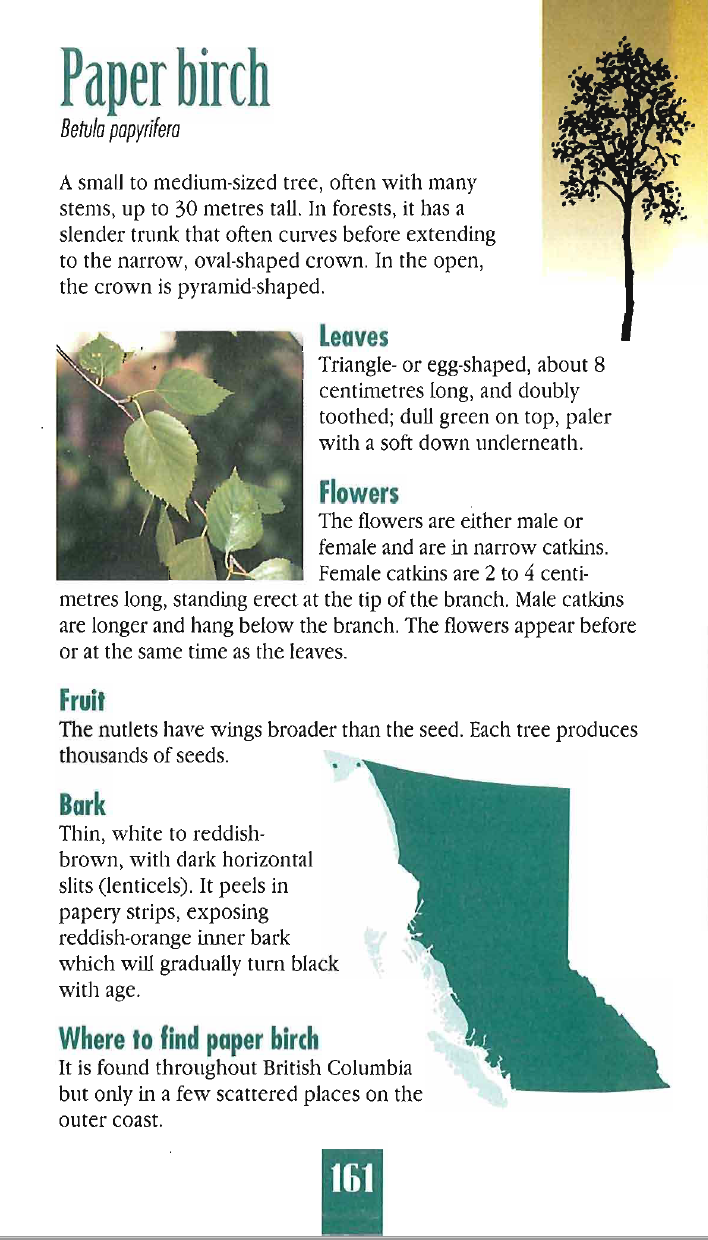 Paper birch
Betula papyrifera
A small to medium-sized tree, often with many
stems, up to 30 metres tall. In forests, it has a
slender trunk that often curves before extending
to the narrow, oval-shaped crown. In the open,
the crown is pyramid-shaped.
Leaves
Triangle- or egg-shaped, about 8
centimetres long, and doubly
toothed; dull green on top, paler
with a soft down underneath.
Flowers
The flowers are either male or
female and are in narrow catkins.
Female catkins are 2 to 4 centi-
metres long, standing erect at the tip of the branch. Male catkins
are longer and hang below the branch. The flowers appear before
or at the same time as the leaves.
Fruit
The nutlets have wings broader than the seed. Each tree produces
thousands of seeds.
Bark
Thin, white to reddish-
brown, with dark horizontal
slits (lenticels). It peels in
papery strips, exposing
reddish-orange inner bark
which will gradually turn black
with age.
Where to find paper birch
It is found throughout British Columbia
but only in a few scattered places on the
outer coast.
161